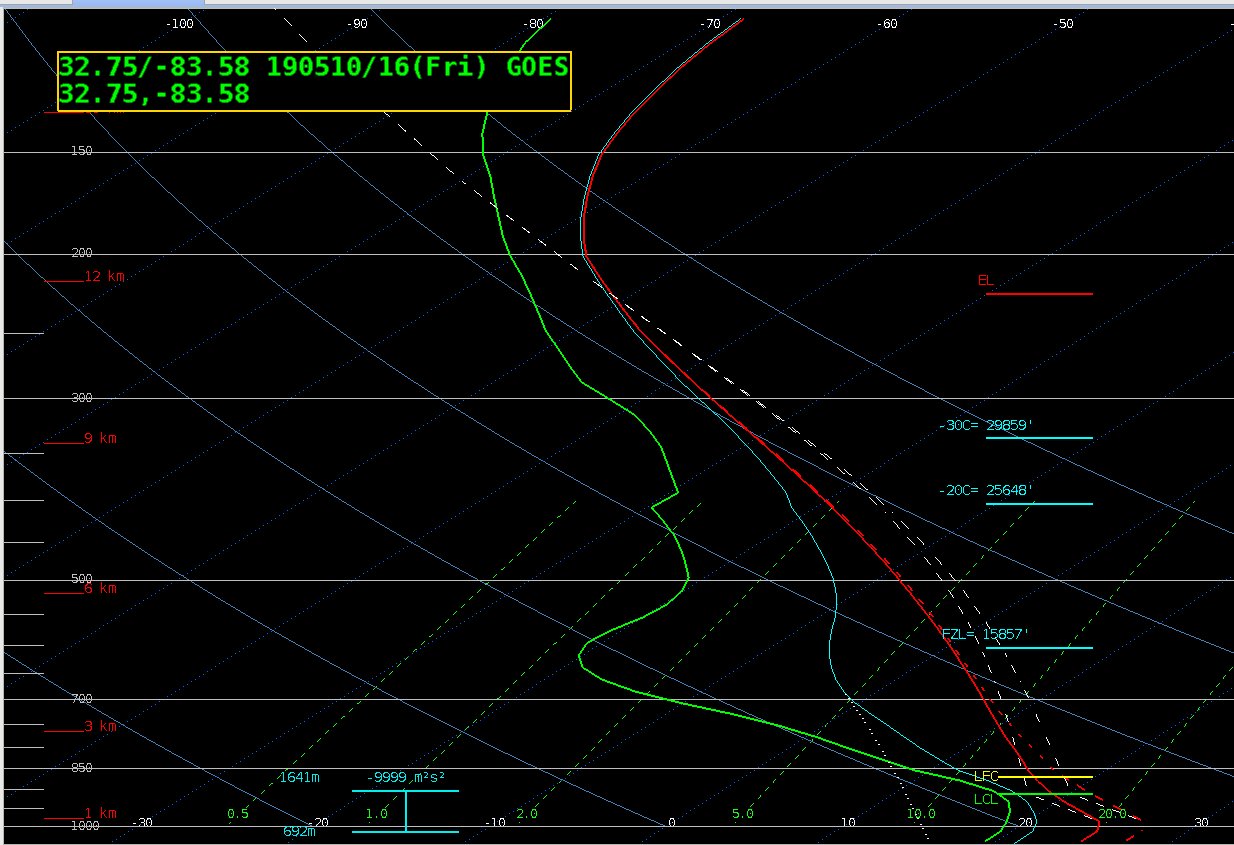 -100 -90 -80 -70 -60 -50
32.75/-83.58 190510/16(Fri) GOES
32.75,-83.58
150
200
12 km
EL
300
-30C= 29859'
9 km
-20C= 25648'
500
6 km
FZL= 15857'
700
3 km
850
1641m -9999 m²s²
LFC
LCL
1 km 0.5 1.0 2.0 5.0 10.0 20.0
1000 -30 -20 -10 0 10 20 30
692m